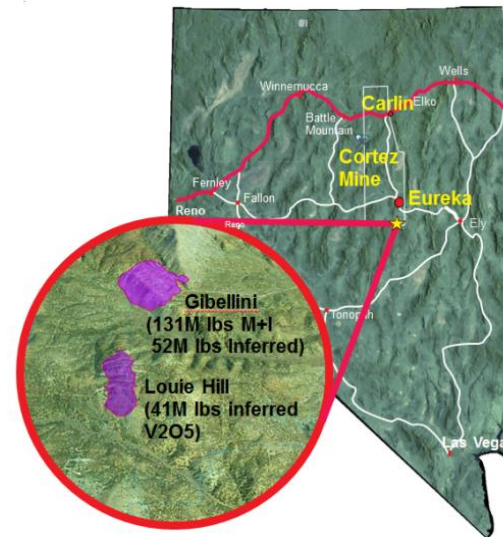 Wells
Winnemucca
Carlin
Elko
Battle
Mountain
Cortez
Mine
Fernley
Fallon
Eureka
Reno
Reno
Ely
Gibellini
(131M lbs M+I
52M lbs Inferred)
Tonopah
Louie Hill
(41M lbs inferred
V2O5)
Las Vega